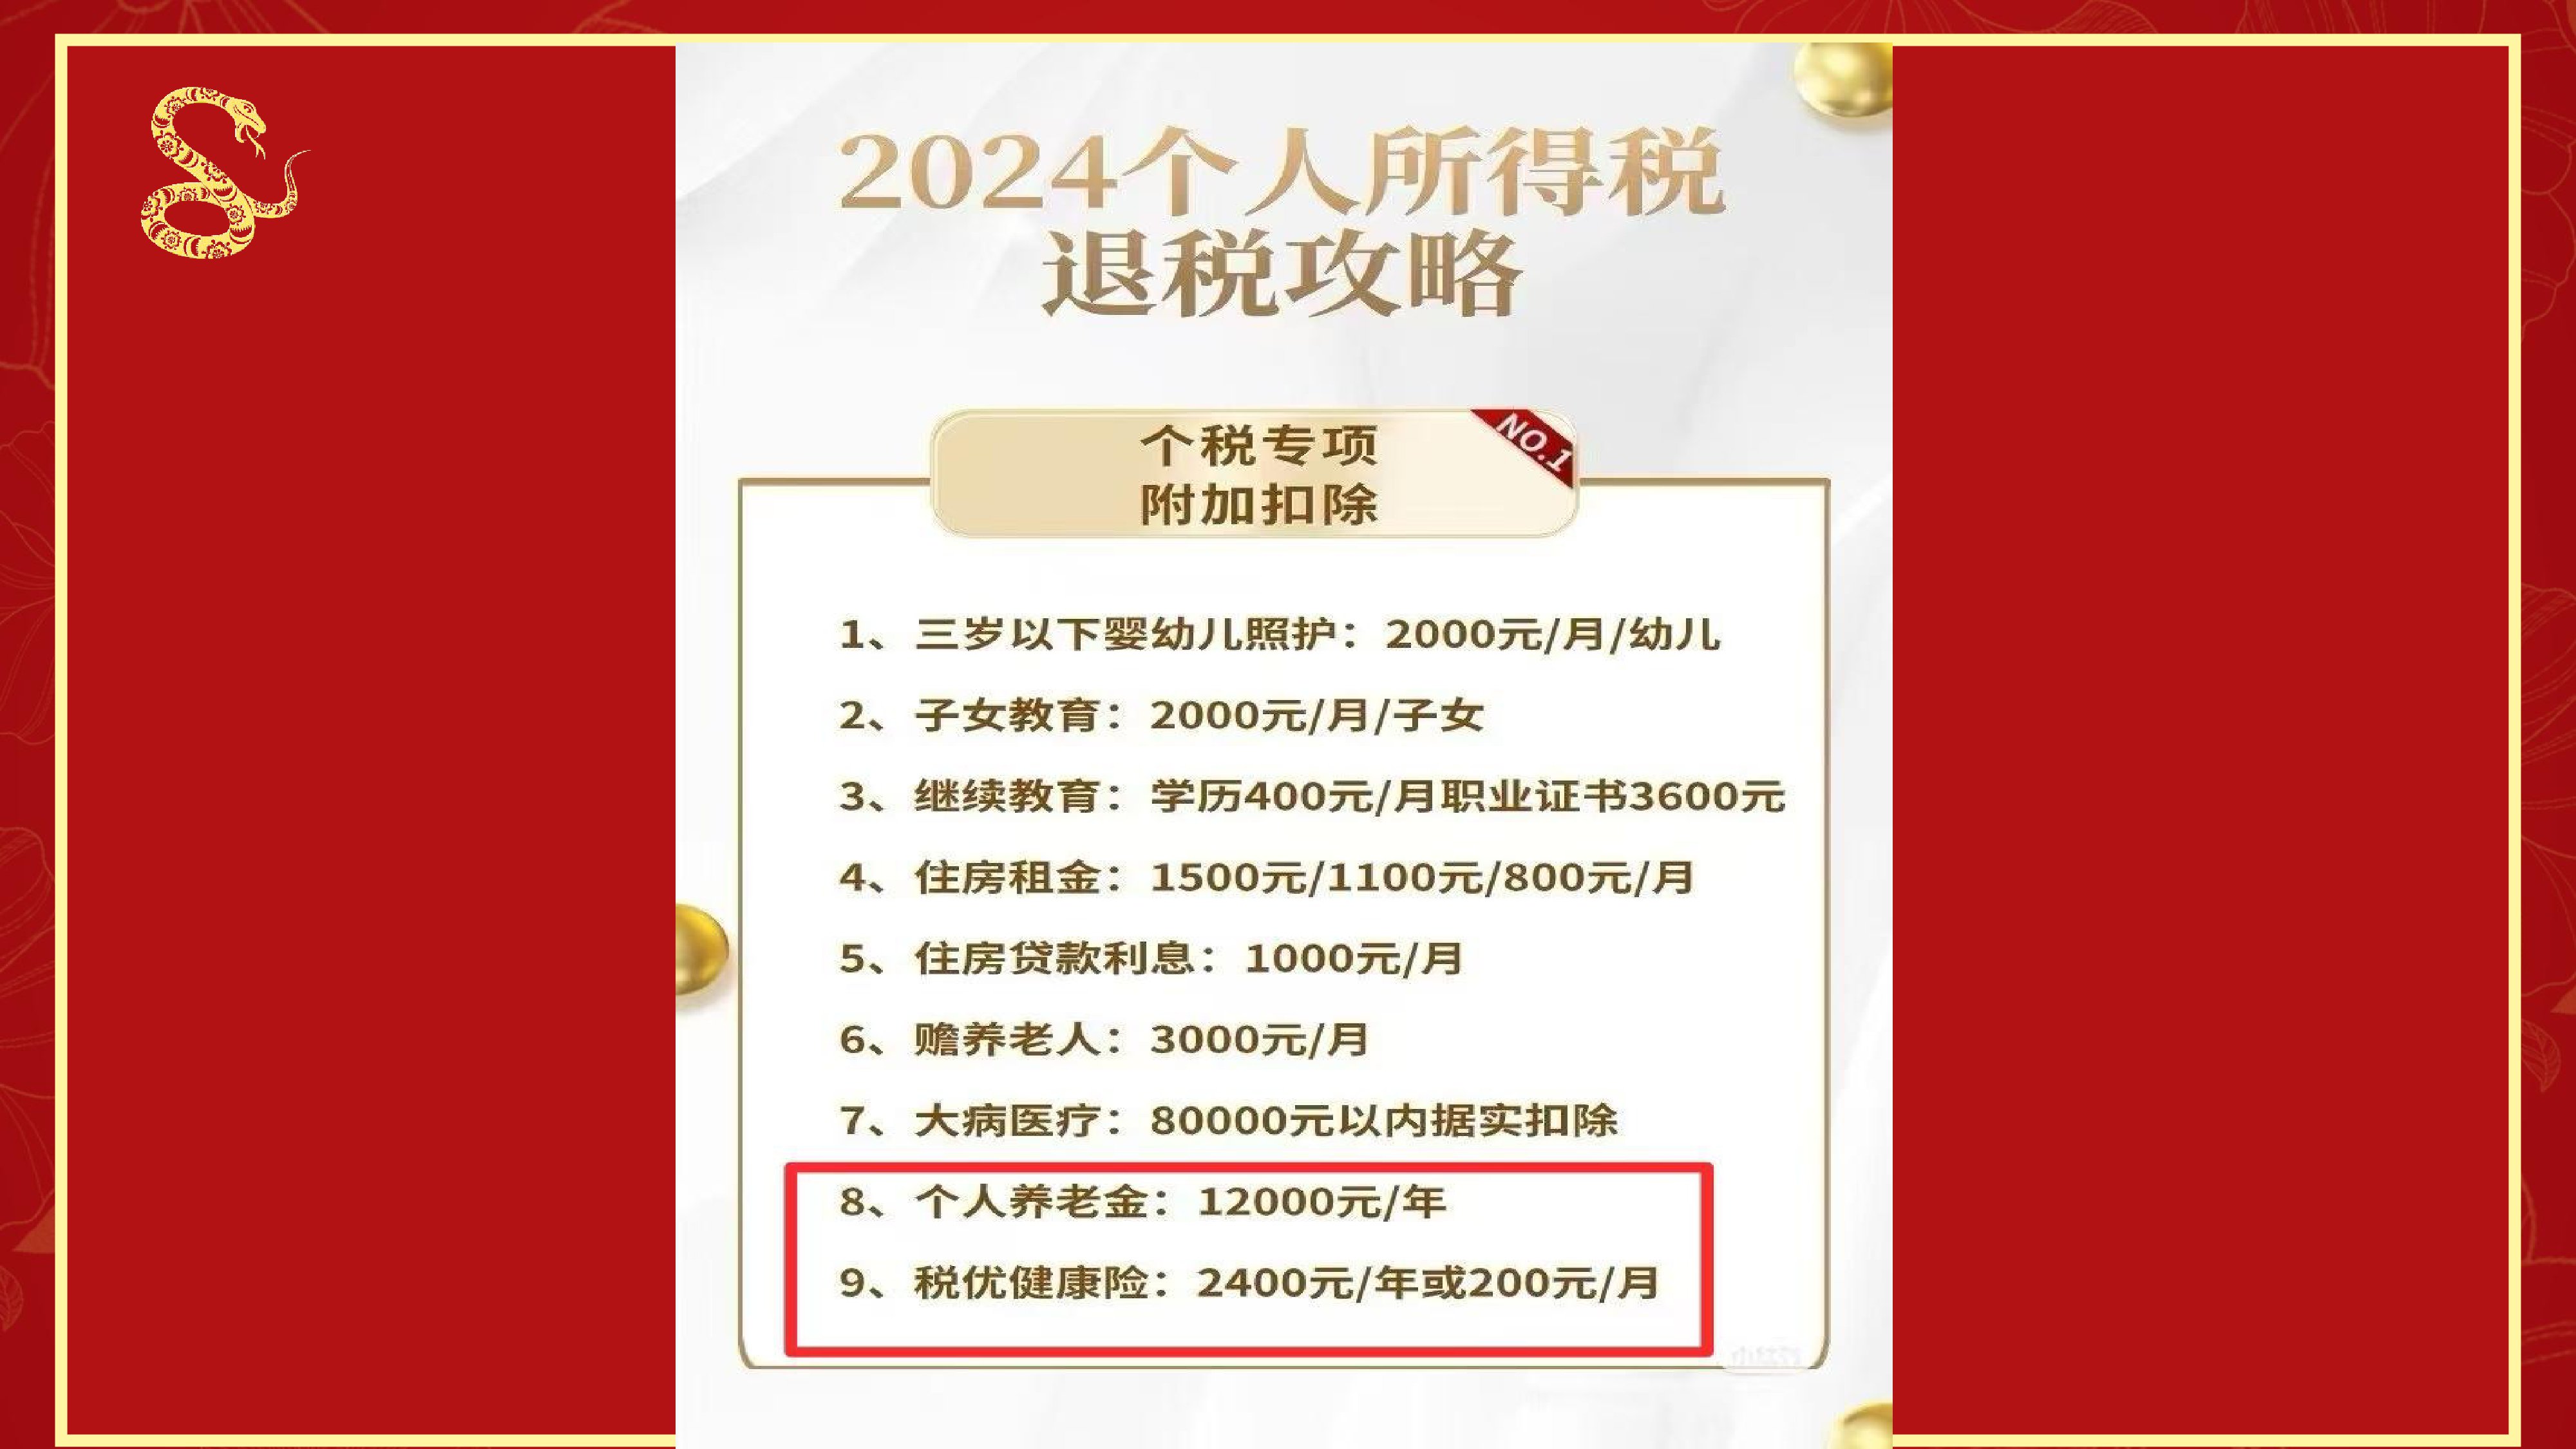 2024个人所得税
退税攻略
个税专项
附加扣除
NO.1
1、三岁以下婴幼儿照护：2000元/月/幼儿
2、子女教育：2000元/月/子女
3、继续教育：学历400元/月职业证书3600元
4、住房租金：1500元/1100元/800元/月
5、住房贷款利息：1000元/月
6、赡养老人：3000元/月
7、大病医疗：80000元以内据实扣除
8、个人养老金：12000元/年
9、税优健康险：2400元/年或200元/月